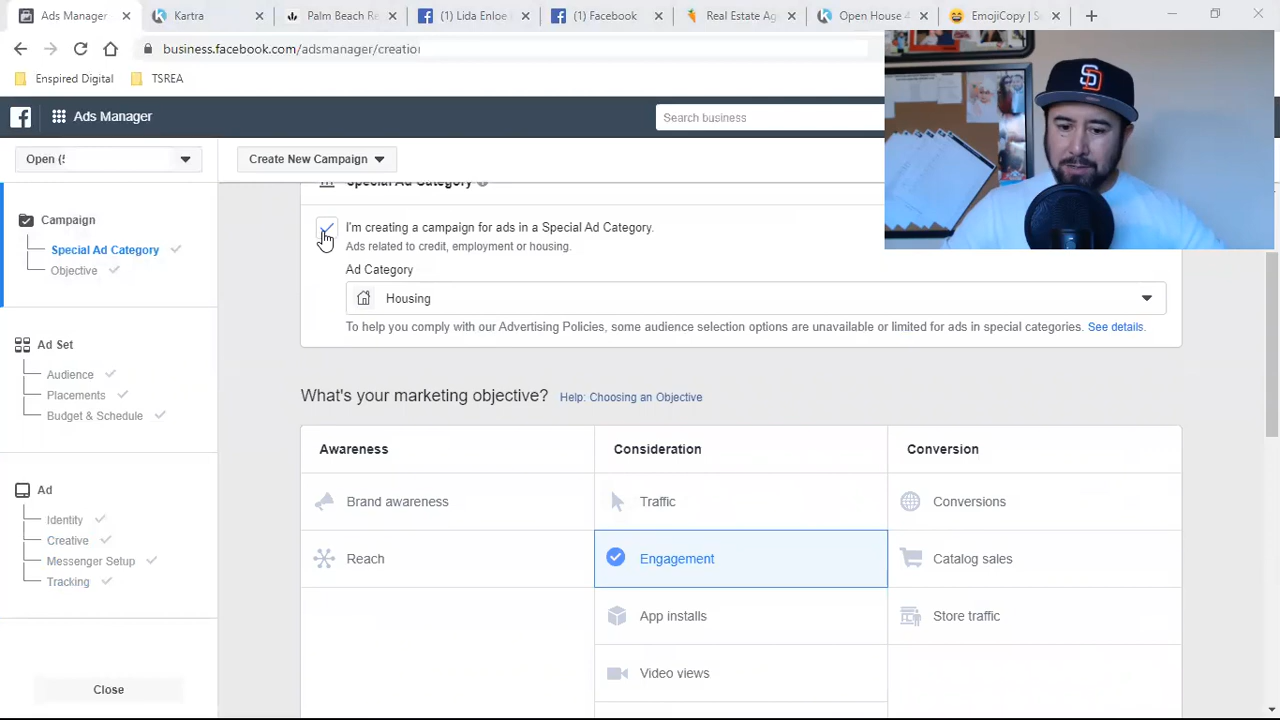 Ads Manager
Kartra
Palm Beach Re
(1) Lida Enloe
(1) Facebook
Real Estate Ag
Open House 4
EmojiCopy | S
business.facebook.com/adsmanager/creation
Enspired Digital
TSREA
Ads Manager
Search business
Open (!
Create New Campaign
Special Ad Category
Campaign
Special Ad Category
Objective
I'm creating a campaign for ads in a Special Ad Category.
Ads related to credit, employment or housing.
Ad Category
Housing
To help you comply with our Advertising Policies, some audience selection options are unavailable or limited for ads in special categories. See details.
Ad Set
Audience
Placements
Budget & Schedule
What's your marketing objective? Help: Choosing an Objective
Awareness
Consideration
Conversion
Brand awareness
Traffic
Conversions
Reach
Engagement
Catalog sales
App installs
Store traffic
Video views
Ad
Identity
Creative
Messenger Setup
Tracking
Close
SD